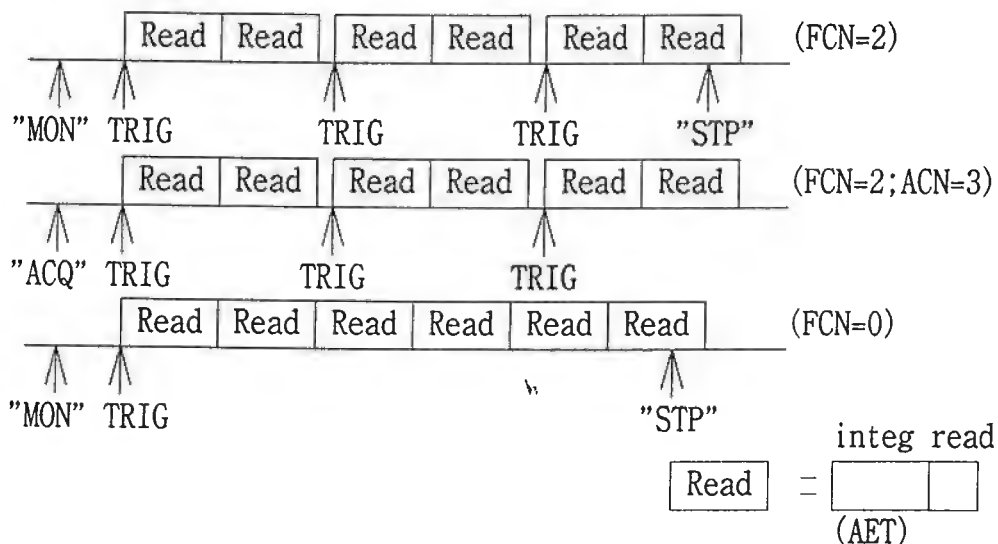 Read Read Read Read Read Read (FCN=2)
"MON" TRIG TRIG TRIG "STP"
Read Read Read Read Read Read (FCN=2;ACN=3)
"ACQ" TRIG TRIG TRIG
Read Read Read Read Read Read (FCN=0)
"MON" TRIG "STP"
integ read
Read =
(AET)